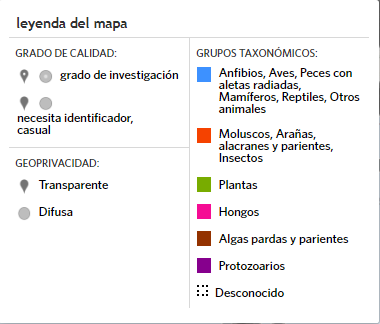 leyenda del mapa
GRADO DE CALIDAD:
grado de investigación
necesita identificador,
casual
GEOPRIVACIDAD:
Transparente
Difusa
GRUPOS TAXONÓMICOS:
Anfibios, Aves, Peces con
aletas radiadas,
Mamíferos, Reptiles, Otros
animales
Moluscos, Arañas,
alacranes y parientes,
Insectos
Plantas
Hongos
Algas pardas y parientes
Protozoarios
Desconocido